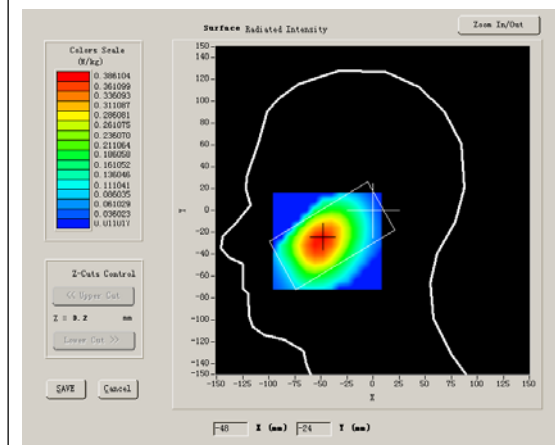 Surface Radiated Intensity
Zoom In/Out
Colors Scale
(W/kg)
0.386104
0.361099
0.336093
0.311087
0.286081
0.261075
0.236070
0.211064
0.186058
0.161052
0.136046
0.111041
0.086035
0.061029
0.036023
0.011017
150
140
120
100
80
60
40
20
0
-20
-40
-60
-80
-100
-120
-140
-150
Y
-150 -125 -100 -75 -50 -25 0 25 50 75 100 125 150
X
Z-Cuts Control
<< Upper Cut
Z = 0.2 mm
Lower Cut >>
SAVE Cancel
-48 X (mm) -24 Y (mm)